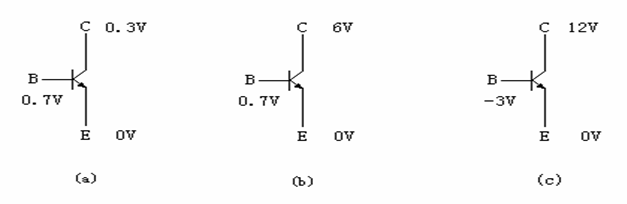 C 0.3V C 6V C 12V
B B B
0.7V 0.7V -3V
E 0V E 0V E 0V
(a) (b) (c)